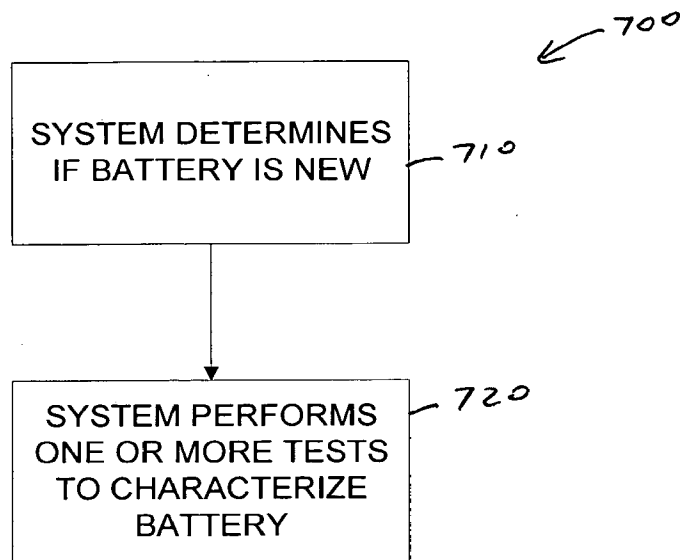 700
SYSTEM DETERMINES
IF BATTERY IS NEW
710
SYSTEM PERFORMS
ONE OR MORE TESTS
TO CHARACTERIZE
BATTERY
720